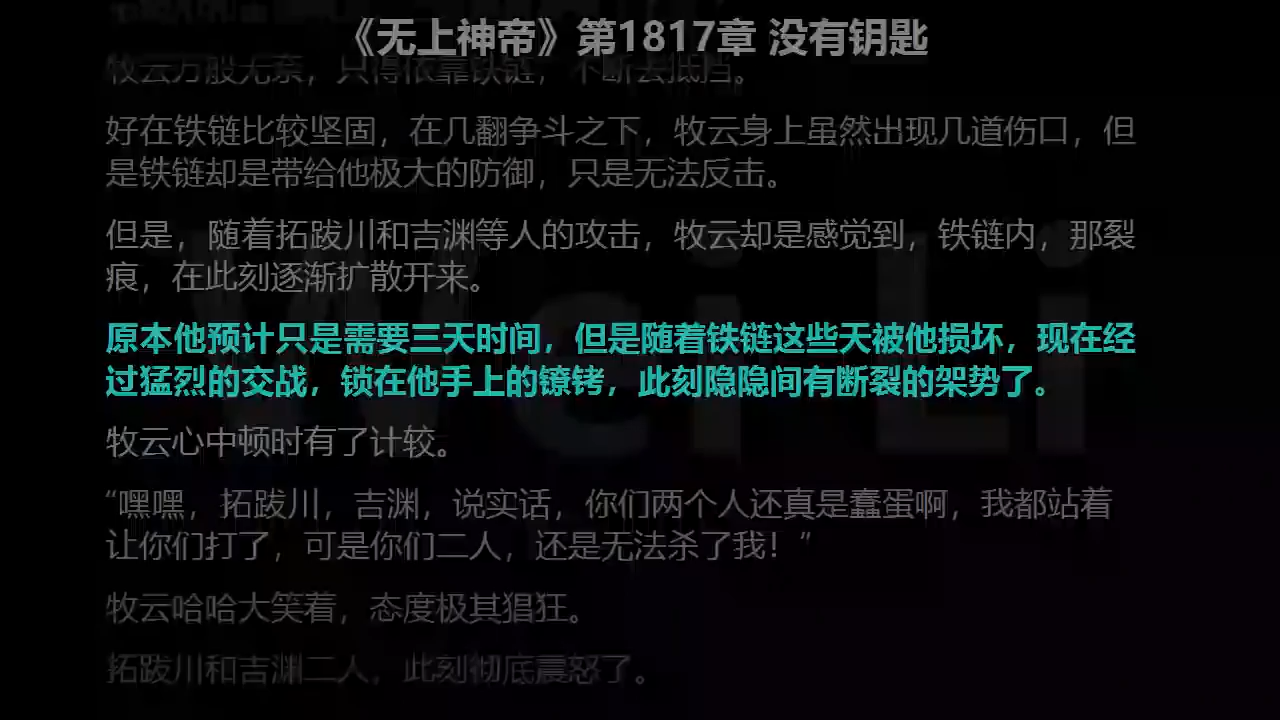 《无上神帝》第1817章 没有钥匙
牧云万般无奈，只得依靠铁链，不断去抵挡。
好在铁链比较坚固，在几翻争斗之下，牧云身上虽然出现几道伤口，但
是铁链却是带给他极大的防御，只是无法反击。
但是，随着拓跋川和吉渊等人的攻击，牧云却是感觉到，铁链内，那裂
痕，在此刻逐渐扩散开来。
原本他预计只是需要三天时间，但是随着铁链这些天被他损坏，现在经
过猛烈的交战，锁在他手上的镣铐，此刻隐隐间有断裂的架势了。
牧云心中顿时有了计较。
“嘿嘿，拓跋川，吉渊，说实话，你们两个人还真是蠢蛋啊，我都站着
让你们打了，可是你们二人，还是无法杀了我！”
牧云哈哈大笑着，态度极其猖狂。
拓跋川和吉渊二人，此刻彻底震怒了。
Wei Li